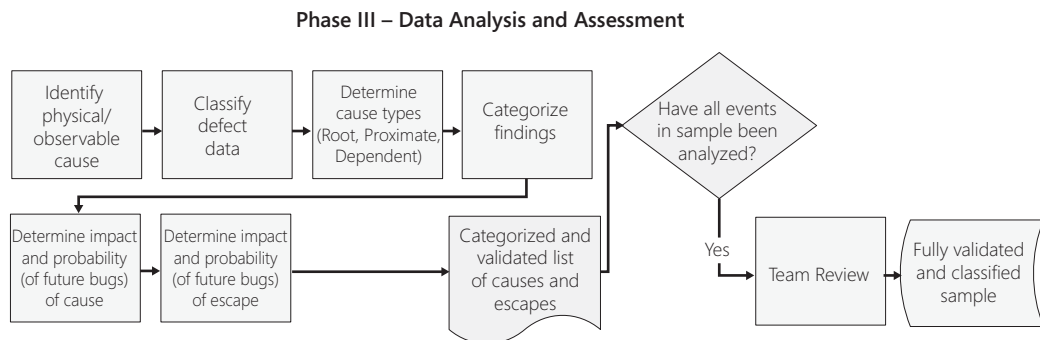 Phase III – Data Analysis and Assessment
Identify
physical/
observable
cause
Classify
defect
data
Determine
cause types
(Root, Proximate,
Dependent)
Categorize
findings
Have all events
in sample been
analyzed?
Determine impact
and probability
(of future bugs)
of cause
Determine impact
and probability
(of future bugs)
of escape
Categorized and
validated list
of causes and
escapes
Yes
Team Review
Fully validated
and classified
sample